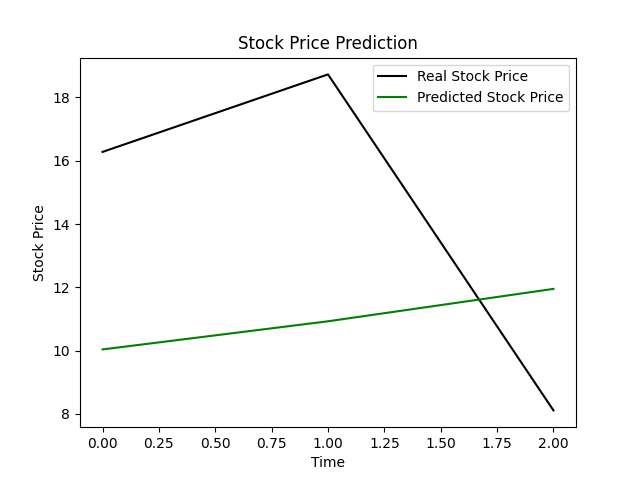 Stock Price Prediction
Real Stock Price
Predicted Stock Price
Stock Price
18
16
14
12
10
8
0.00 0.25 0.50 0.75 1.00 1.25 1.50 1.75 2.00
Time